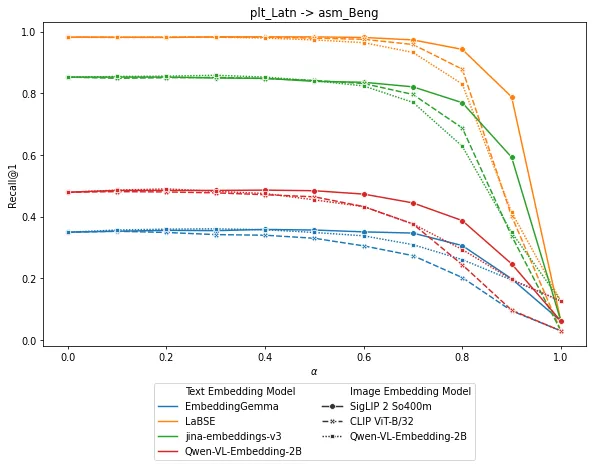 plt_Latn -> asm_Beng
Recall@1
1.0
0.8
0.6
0.4
0.2
0.0
0.0 0.2 0.4 0.6 0.8 1.0
α
Text Embedding Model
EmbeddingGemma
LaBSE
jina-embeddings-v3
Qwen-VL-Embedding-2B
Image Embedding Model
SigLIP 2 So400m
CLIP ViT-B/32
Qwen-VL-Embedding-2B